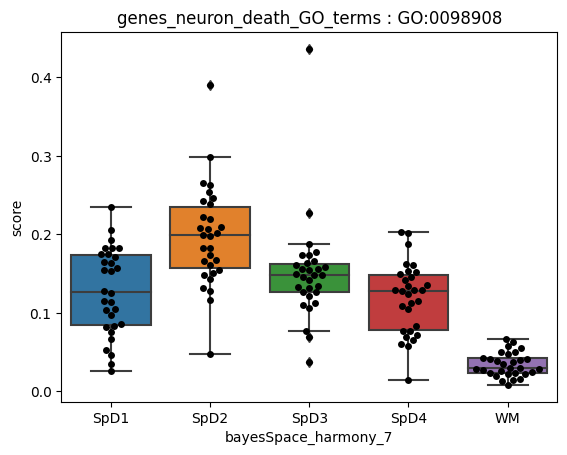 genes_neuron_death_GO_terms : GO:0098908
0.4
0.3
0.2
0.1
0.0
score
SpD1 SpD2 SpD3 SpD4 WM
bayesSpace_harmony_7